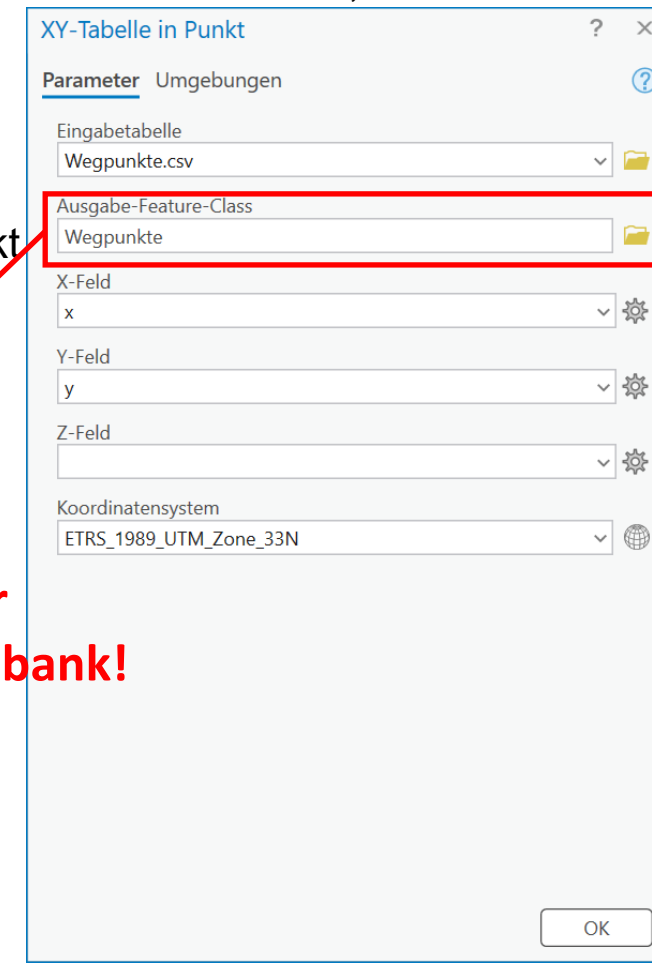 XY-Tabelle in Punkt
Parameter Umgebungen
Eingabetabelle
Wegpunkte.csv
Ausgabe-Feature-Class
Wegpunkte
kt
X-Feld
x
Y-Feld
y
Z-Feld
Koordinatensystem
ETRS_1989_UTM_Zone_33N
r
bank!
OK